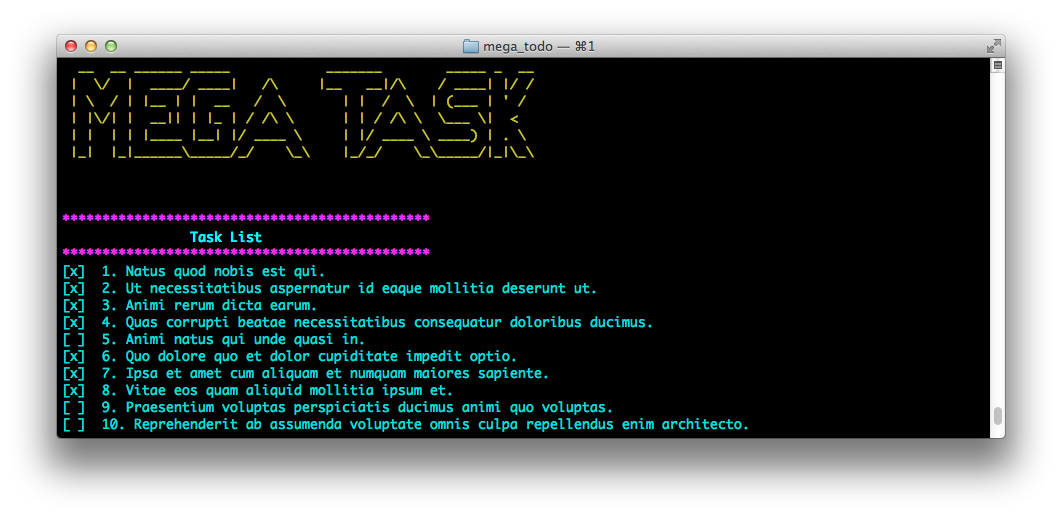 mega_todo — ⌘1
MEGA TASK
**********************************************
Task List
**********************************************
[x]  1. Natus quod nobis est qui.
[x]  2. Ut necessitatibus aspernatur id eaque mollitia deserunt ut.
[x]  3. Animi rerum dicta earum.
[x]  4. Quas corrupti beatae necessitatibus consequatur doloribus ducimus.
[ ]  5. Animi natus qui unde quasi in.
[x]  6. Quo dolore quo et dolor cupiditate impedit optio.
[x]  7. Ipsa et amet cum aliquam et numquam maiores sapiente.
[x]  8. Vitae eos quam aliquid mollitia ipsum et.
[ ]  9. Praesentium voluptas perspiciatis ducimus animi quo voluptas.
[ ]  10. Reprehenderit ab assumenda voluptate omnis culpa repellendus enim architecto.